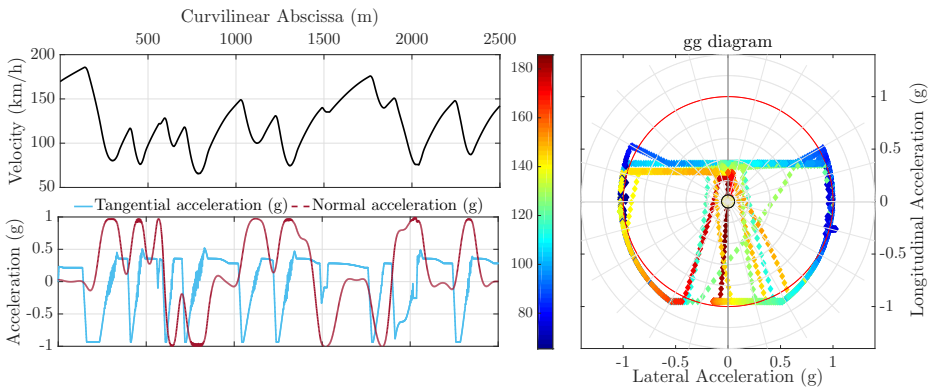 Curvilinear Abscissa (m)
500 1000 1500 2000 2500
200
150
100
50
Velocity (km/h)
Tangential acceleration (g) Normal acceleration (g)
1
0.5
0
-0.5
-1
Acceleration (g)
180
160
140
120
100
80
gg diagram
1
0.5
0
-0.5
-1
Longitudinal Acceleration (g)
-1 -0.5 0 0.5 1
Lateral Acceleration (g)